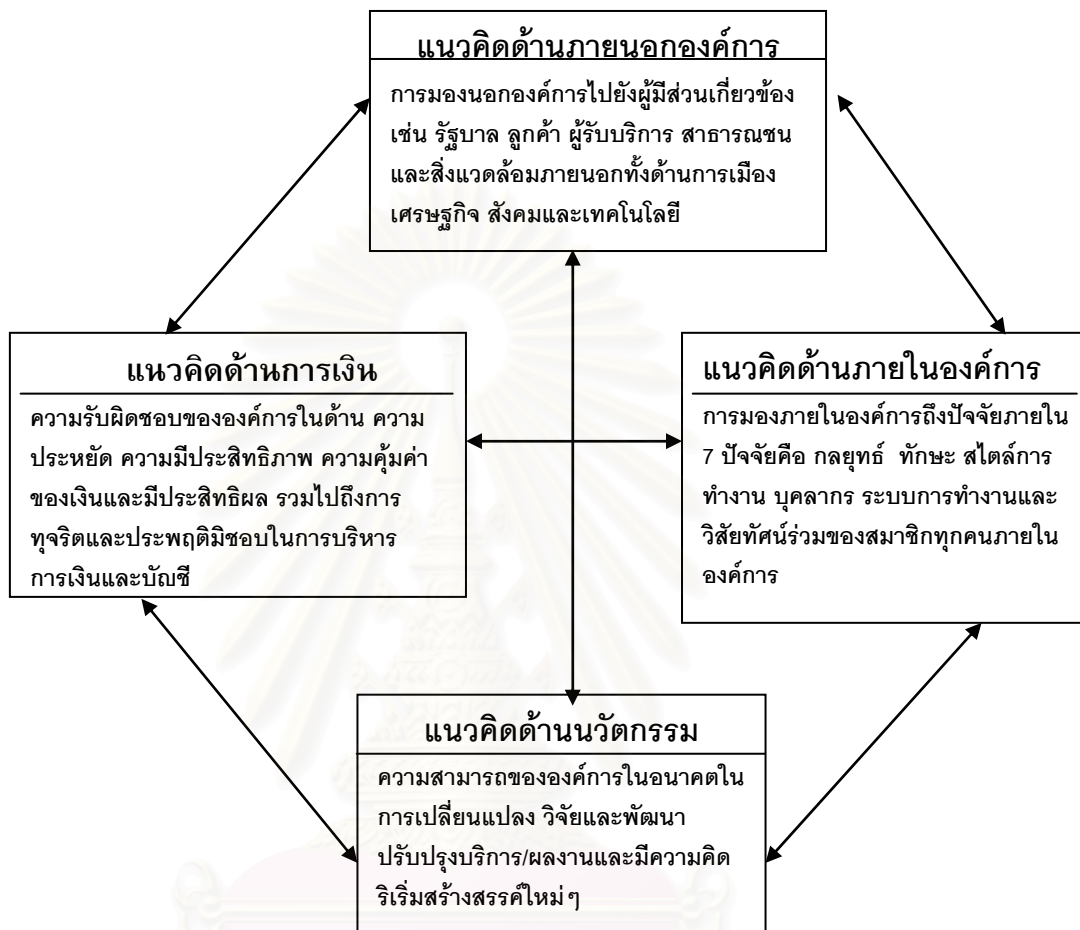 แนวคิดด้านภายนอกองค์การ
การมองนอกองค์การไปยังผู้มีส่วนเกี่ยวข้อง
เช่น รัฐบาล ลูกค้า ผู้รับบริการ สาธารณชน
และสิ่งแวดล้อมภายนอกทั้งด้านการเมือง
เศรษฐกิจ สังคมและเทคโนโลยี
แนวคิดด้านการเงิน
ความรับผิดชอบขององค์การในด้าน ความ
ประหยัด ความมีประสิทธิภาพ ความคุ้มค่า
ของเงินและมีประสิทธิผล รวมไปถึงการ
ทุจริตและประพฤติมิชอบในการบริหาร
การเงินและบัญชี
แนวคิดด้านภายในองค์การ
การมองภายในองค์การถึงปัจจัยภายใน
7 ปัจจัยคือ กลยุทธ์ ทักษะ สไตล์การ
ทำงาน บุคลากร ระบบการทำงานและ
วิสัยทัศน์ร่วมของสมาชิกทุกคนภายใน
องค์การ
แนวคิดด้านนวัตกรรม
ความสามารถขององค์การในอนาคตใน
การเปลี่ยนแปลง วิจัยและพัฒนา
ปรับปรุงบริการ/ผลงานและมีความคิด
ริเริ่มสร้างสรรค์ใหม่ๆ